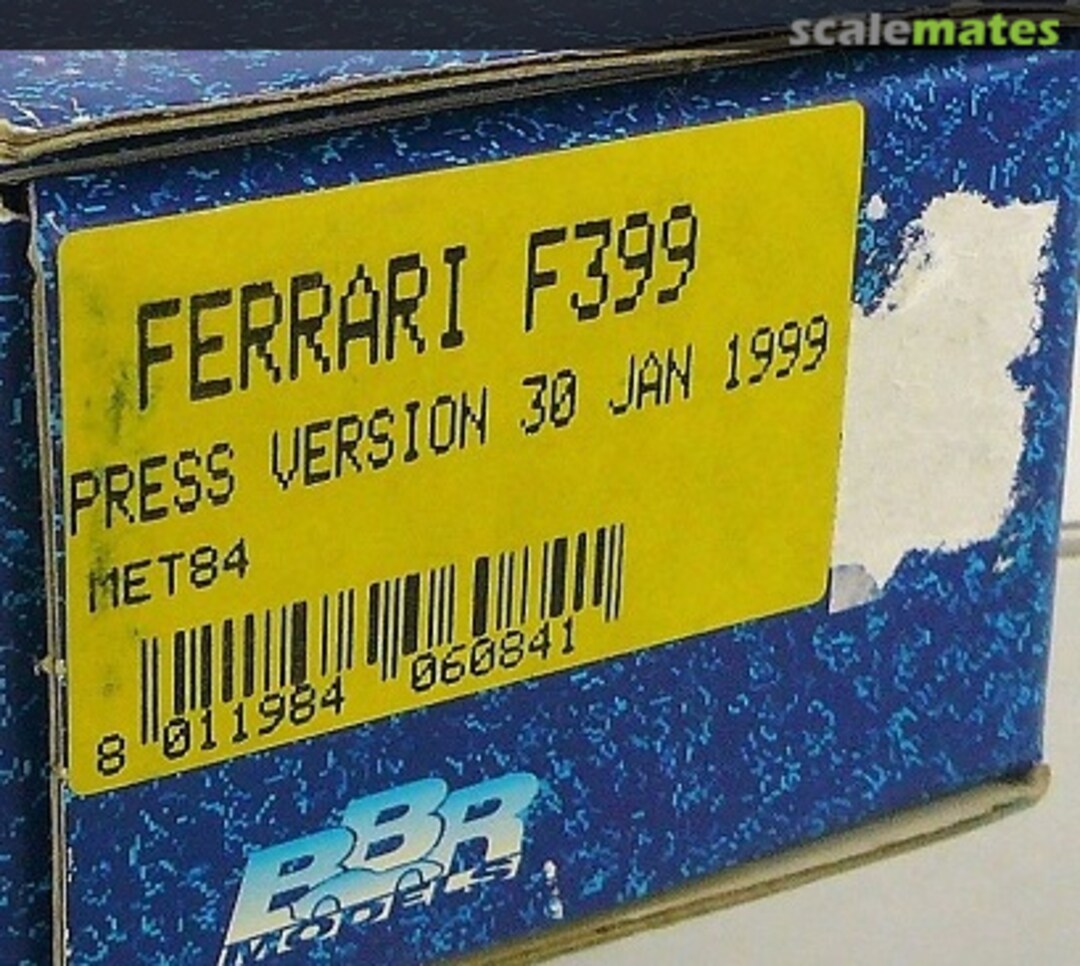 scalemates
FERRARI F399
PRESS VERSION 30 JAN 1999
MET84
8 011984 060841
BBR
MODELS